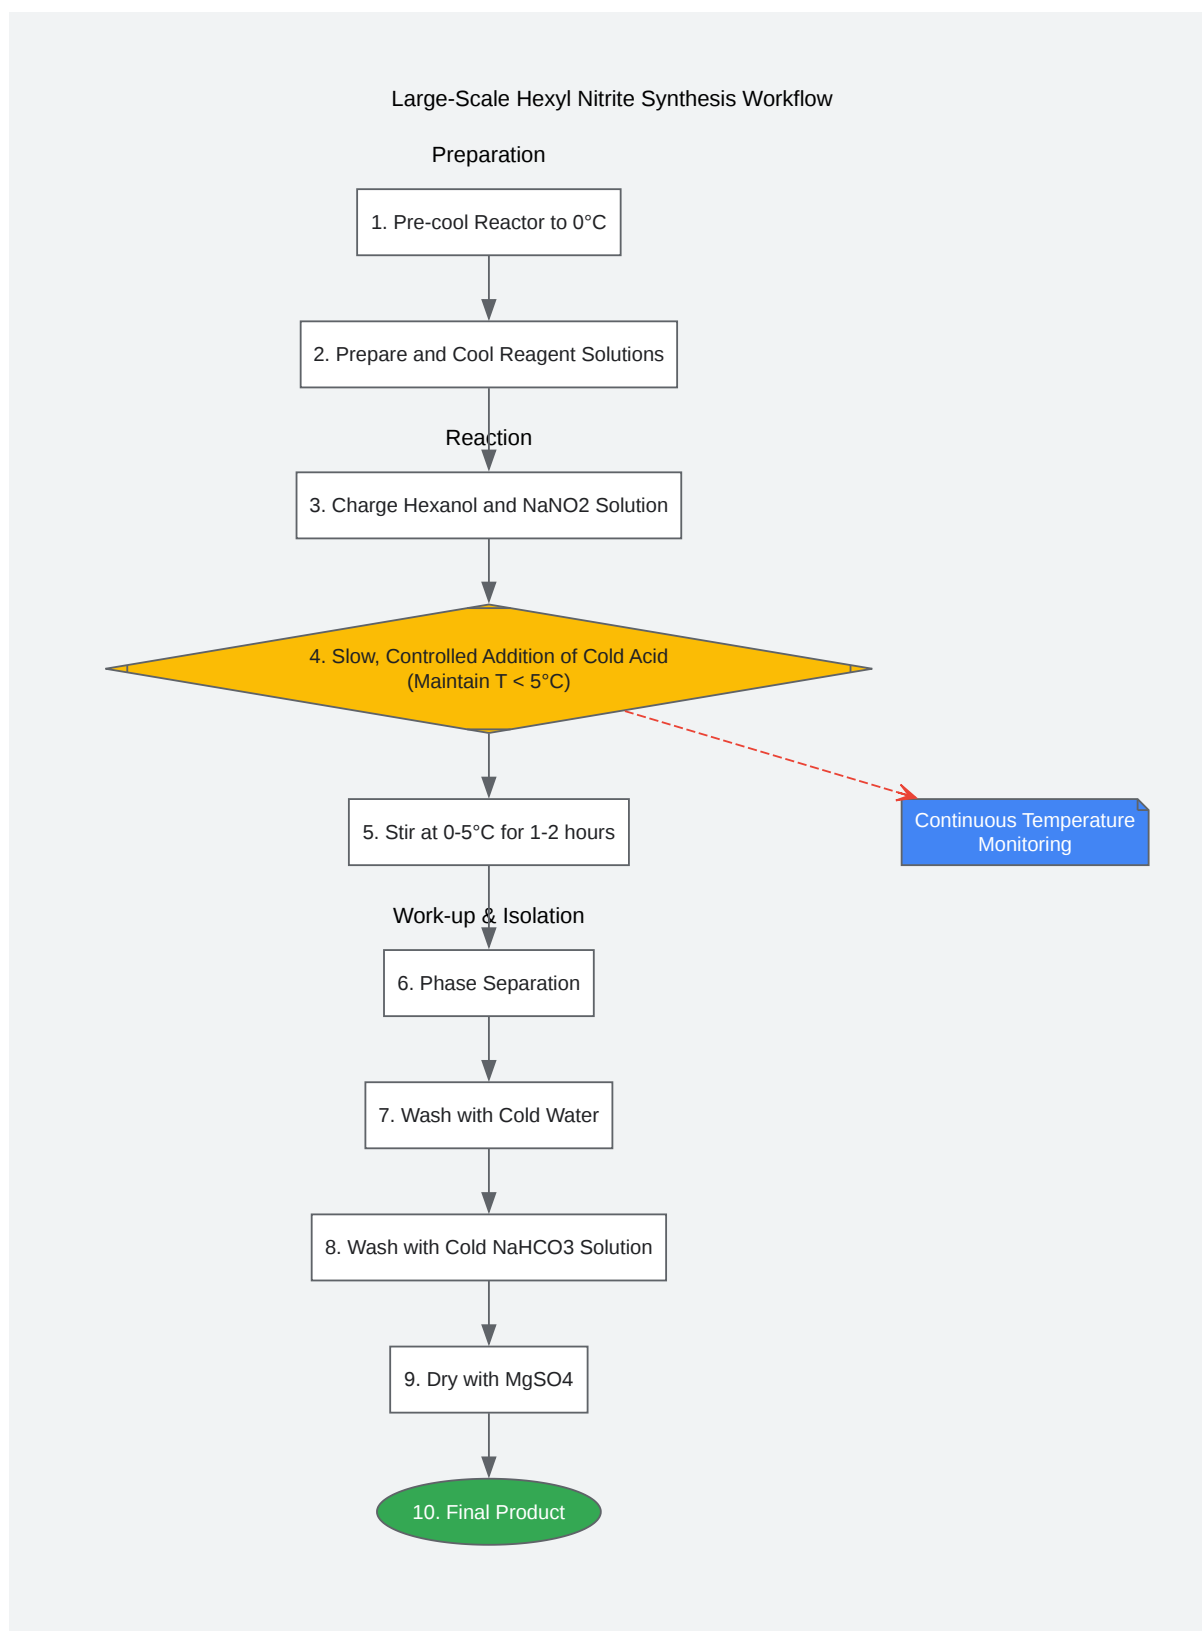 Large-Scale Hexyl Nitrite Synthesis Workflow
Preparation
1. Pre-cool Reactor to 0°C
2. Prepare and Cool Reagent Solutions
Reaction
3. Charge Hexanol and NaNO2 Solution
4. Slow, Controlled Addition of Cold Acid
(Maintain T < 5°C)
5. Stir at 0-5°C for 1-2 hours
Continuous Temperature
Monitoring
Work-up & Isolation
6. Phase Separation
7. Wash with Cold Water
8. Wash with Cold NaHCO3 Solution
9. Dry with MgSO4
10. Final Product